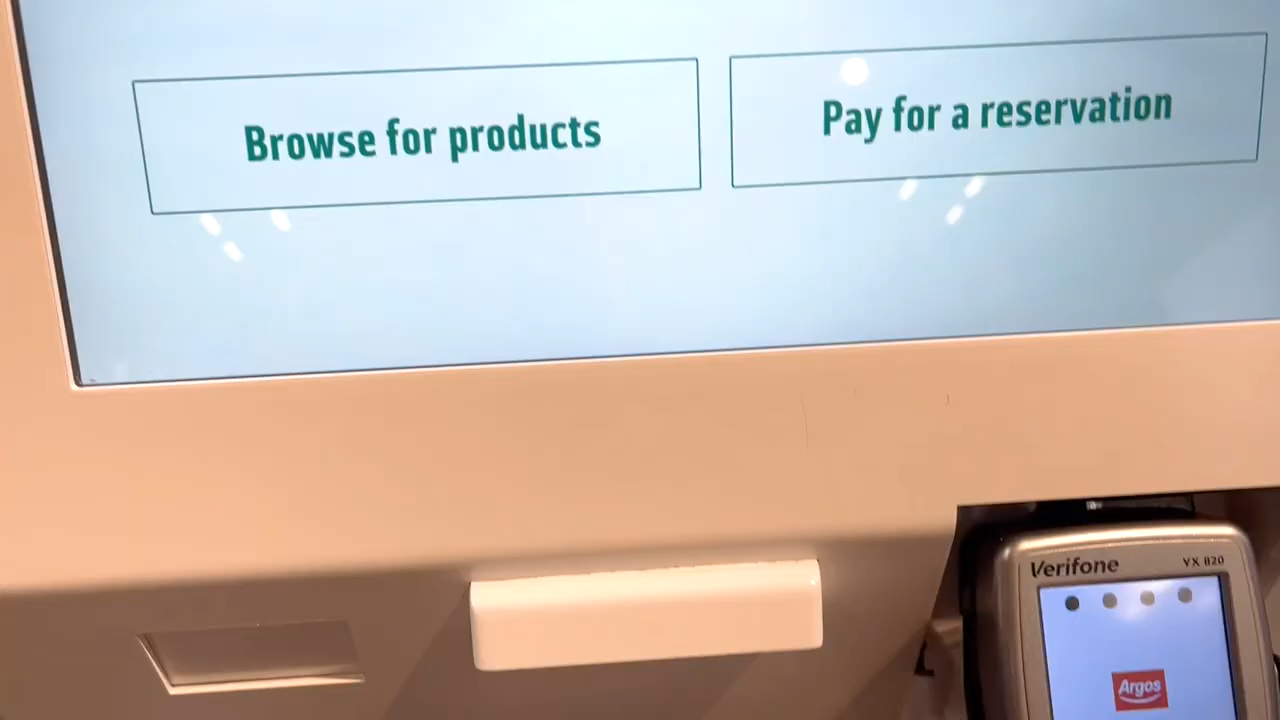 Browse for products
Pay for a reservation
Verifone
VX 820
Argos